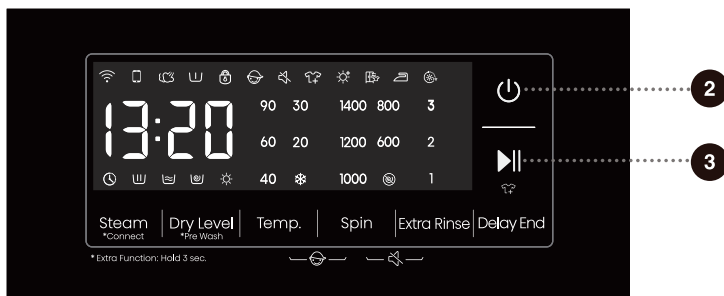 2
90 30 1400 800 3
13:20
60 20 1200 600 2
3
40 1000 1
Steam Dry Level Temp. Spin Extra Rinse Delay End
*Connect *Pre Wash
* Extra Function: Hold 3 sec.